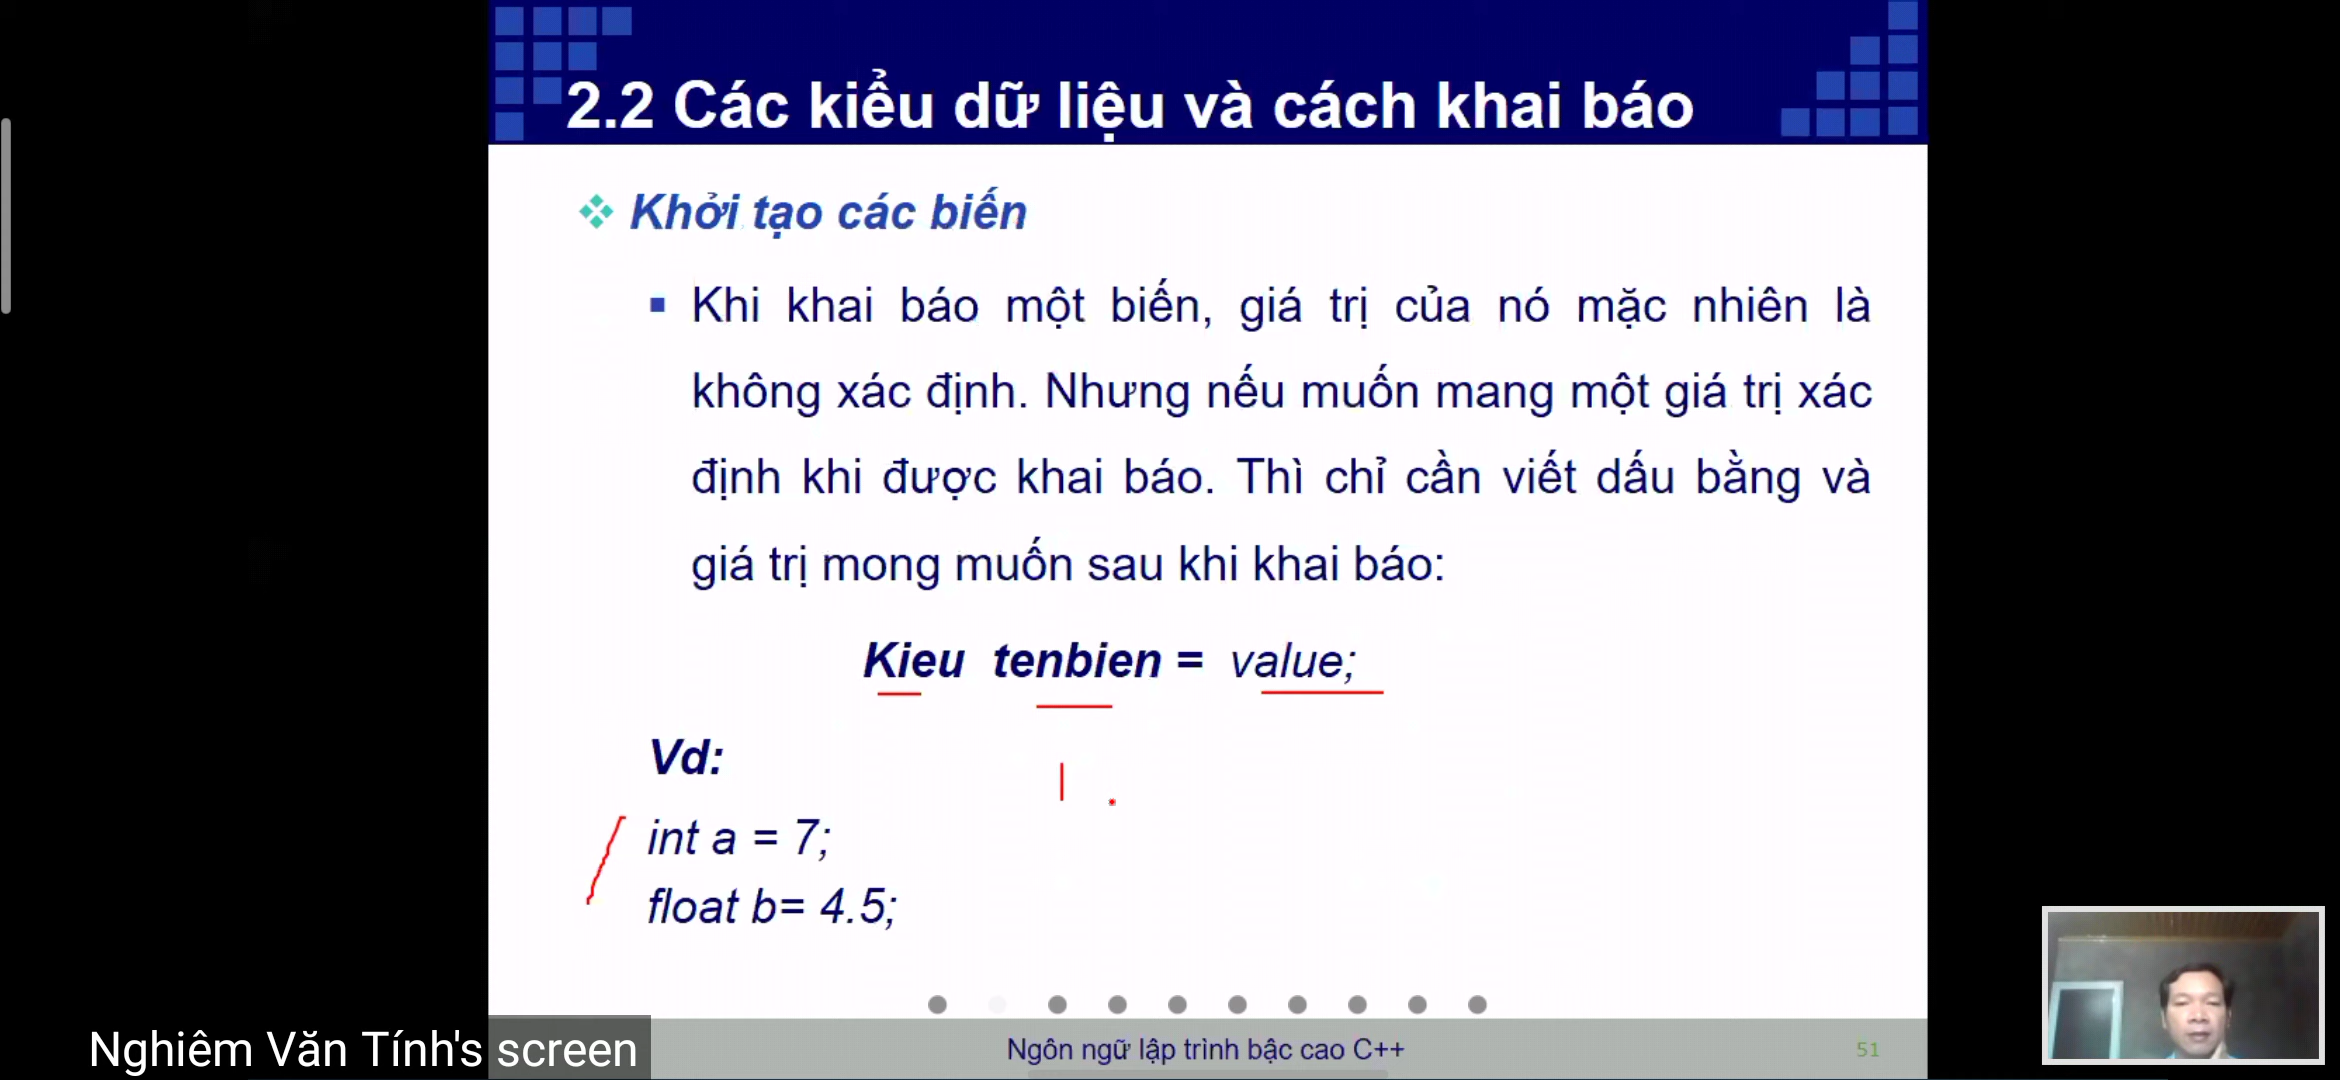 2.2 Các kiểu dữ liệu và cách khai báo
Khởi tạo các biến
Khi khai báo một biến, giá trị của nó mặc nhiên là
không xác định. Nhưng nếu muốn mang một giá trị xác
định khi được khai báo. Thì chỉ cần viết dấu bằng và
giá trị mong muốn sau khi khai báo:
Kieu tenbien = value;
Vd:
int a = 7;
float b= 4.5;
Nghiêm Văn Tính's screen
Ngôn ngữ lập trình bậc cao C++
51